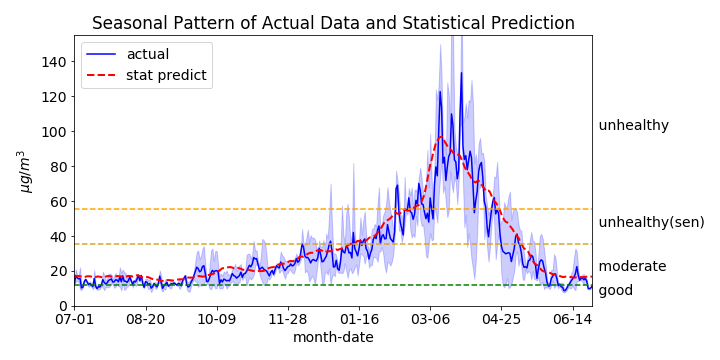 Seasonal Pattern of Actual Data and Statistical Prediction
actual
stat predict
140
120
100
80
60
40
20
0
μg/m³
unhealthy
unhealthy(sen)
moderate
good
07-01 08-20 10-09 11-28 01-16 03-06 04-25 06-14
month-date